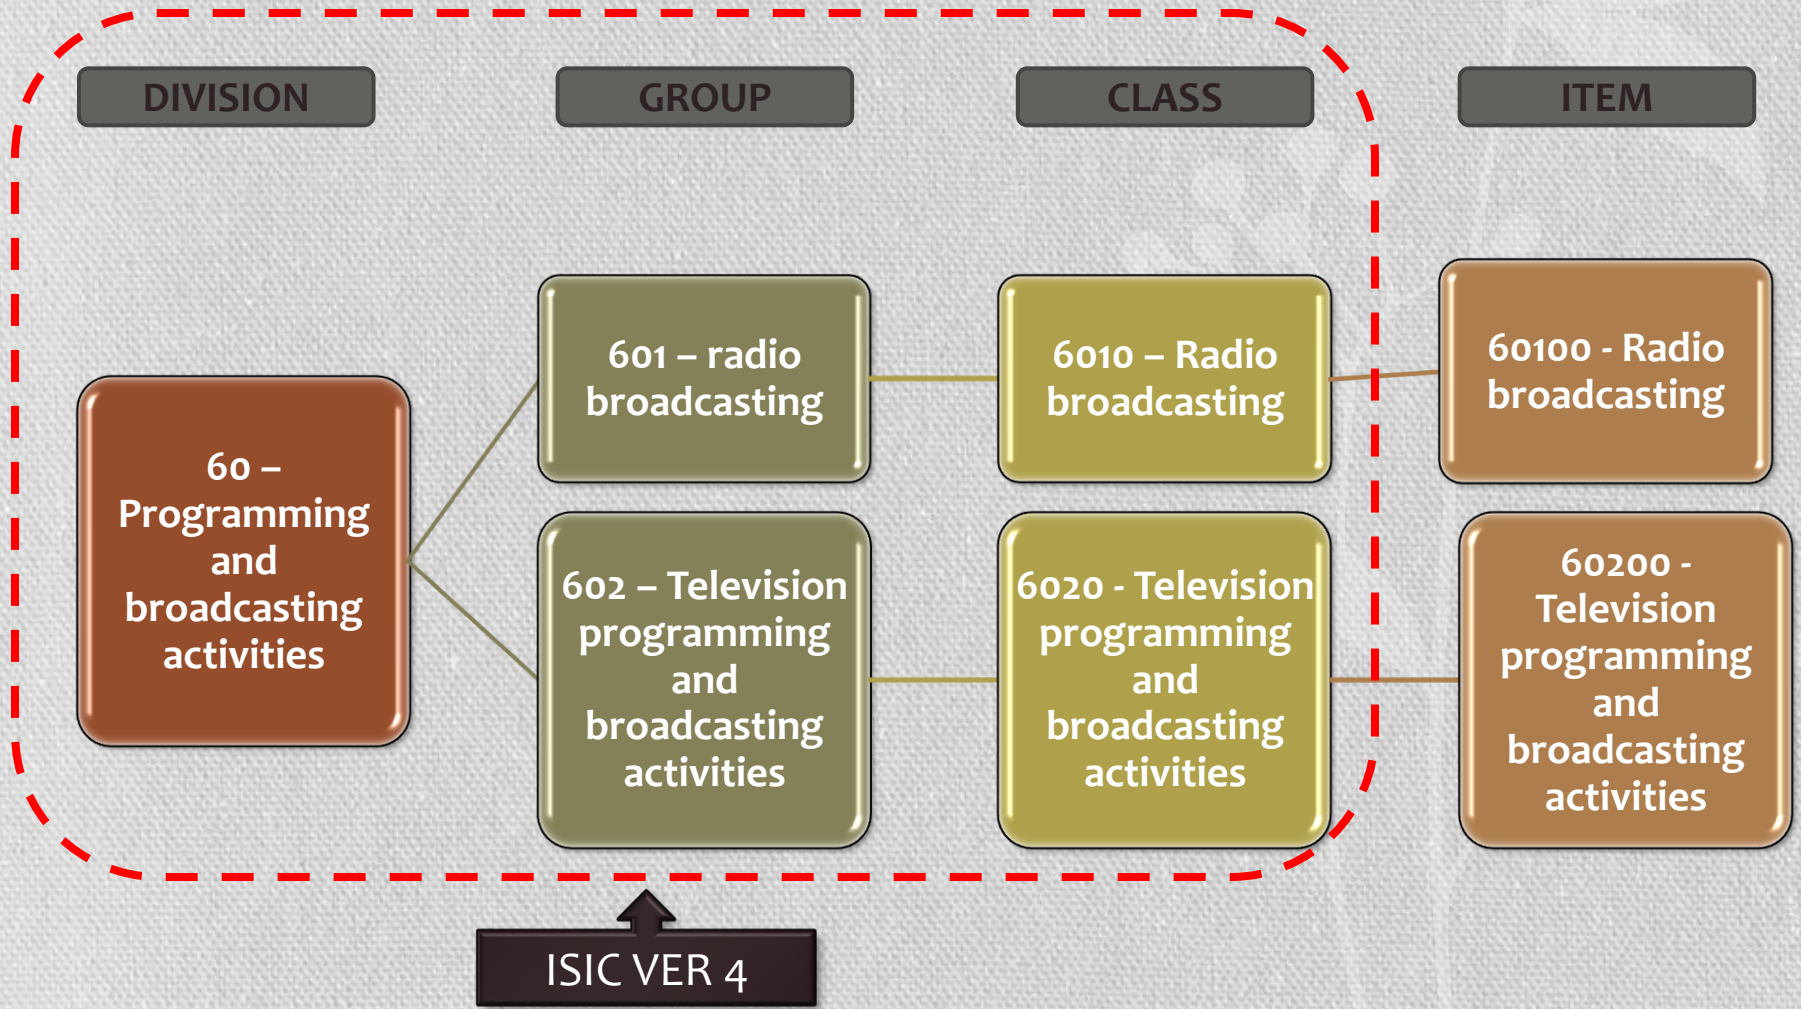 DIVISION
GROUP
CLASS
ITEM
60 –
Programming
and
broadcasting
activities
601 – radio
broadcasting
6010 – Radio
broadcasting
60100 - Radio
broadcasting
602 – Television
programming
and
broadcasting
activities
6020 - Television
programming
and
broadcasting
activities
60200 -
Television
programming
and
broadcasting
activities
ISIC VER 4